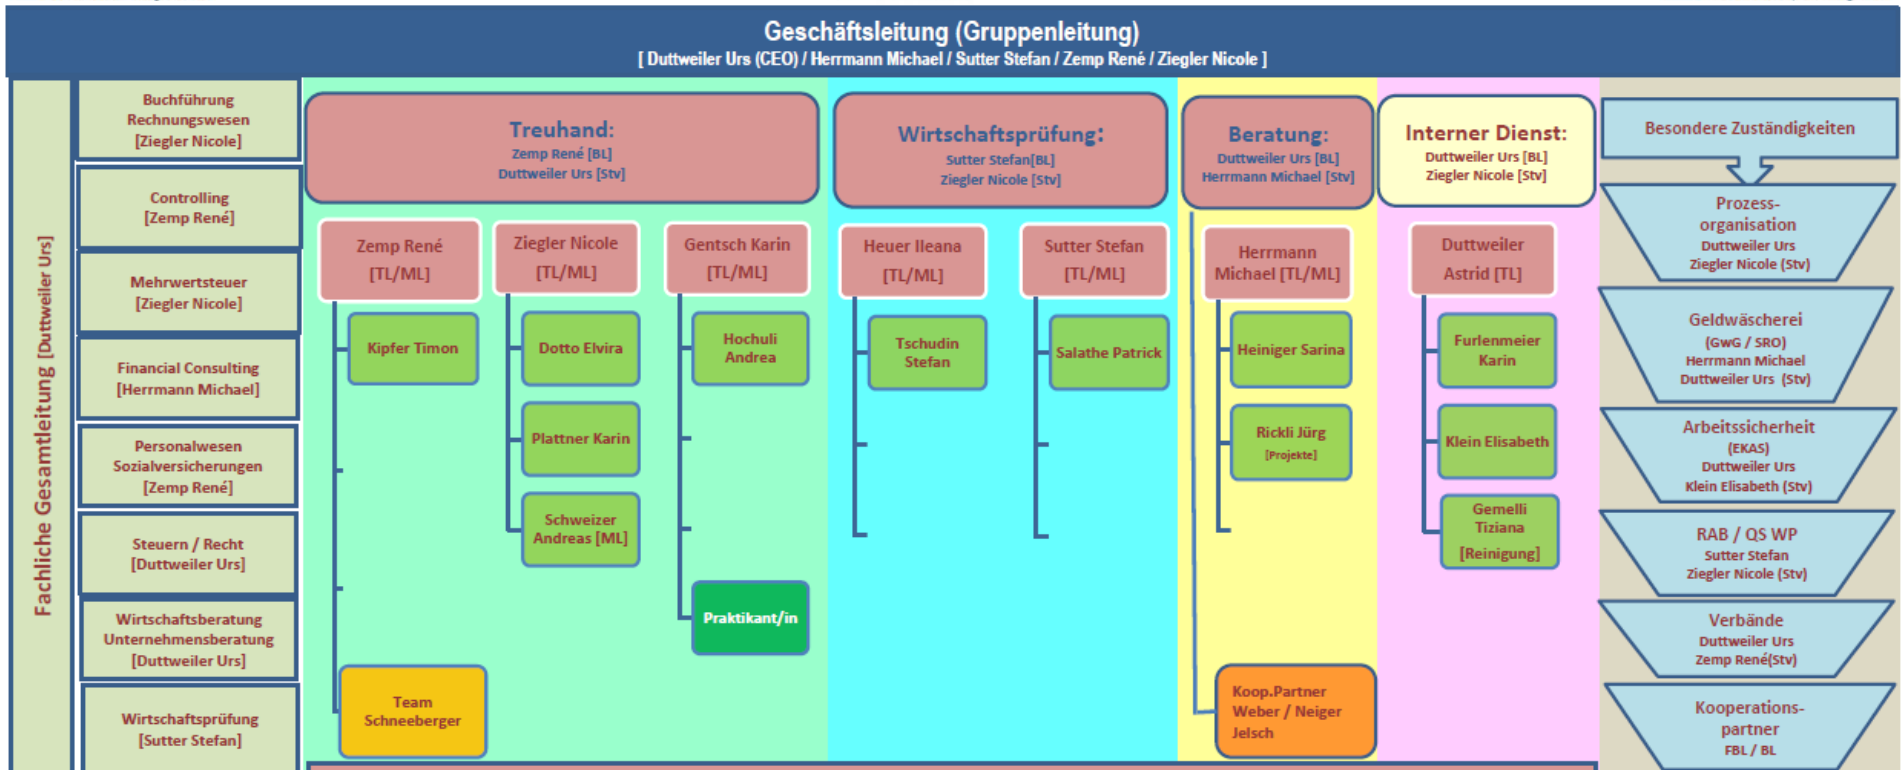 Geschäftsleitung (Gruppenleitung)
[ Duttweiler Urs (CEO) / Herrmann Michael / Sutter Stefan / Zemp René / Ziegler Nicole ]
Fachliche Gesamtleitung [Duttweiler Urs]
Buchführung
Rechnungswesen
[Ziegler Nicole]
Controlling
[Zemp René]
Mehrwertsteuer
[Ziegler Nicole]
Financial Consulting
[Herrmann Michael]
Personalwesen
Sozialversicherungen
[Zemp René]
Steuern / Recht
[Duttweiler Urs]
Wirtschaftsberatung
Unternehmensberatung
[Duttweiler Urs]
Wirtschaftsprüfung
[Sutter Stefan]
Treuhand:
Zemp René [BL]
Duttweiler Urs [Stv]
Zemp René
[TL/ML]
Kipfer Timon
Team
Schneeberger
Ziegler Nicole
[TL/ML]
Dotto Elvira
Plattner Karin
Schweizer
Andreas [ML]
Gentsch Karin
[TL/ML]
Hochuli
Andrea
Praktikant/in
Wirtschaftsprüfung:
Sutter Stefan[BL]
Ziegler Nicole [Stv]
Heuer Ileana
[TL/ML]
Tschudin
Stefan
Sutter Stefan
[TL/ML]
Salathe Patrick
Beratung:
Duttweiler Urs [BL]
Herrmann Michael [Stv]
Herrmann
Michael [TL/ML]
Heiniger Sarina
Rickli Jürg
[Projekte]
Koop.Partner
Weber / Neiger
Jelsch
Interner Dienst:
Duttweiler Urs [BL]
Ziegler Nicole [Stv]
Duttweiler
Astrid [TL]
Furlenmeier
Karin
Klein Elisabeth
Gemelli
Tiziana
[Reinigung]
Besondere Zuständigkeiten
Prozess-
organisation
Duttweiler Urs
Ziegler Nicole (Stv)
Geldwäscherei
(GwG / SRO)
Herrmann Michael
Duttweiler Urs (Stv)
Arbeitssicherheit
(EKAS)
Duttweiler Urs
Klein Elisabeth (Stv)
RAB / QS WP
Sutter Stefan
Ziegler Nicole (Stv)
Verbände
Duttweiler Urs
Zemp René(Stv)
Kooperations-
partner
FBL / BL